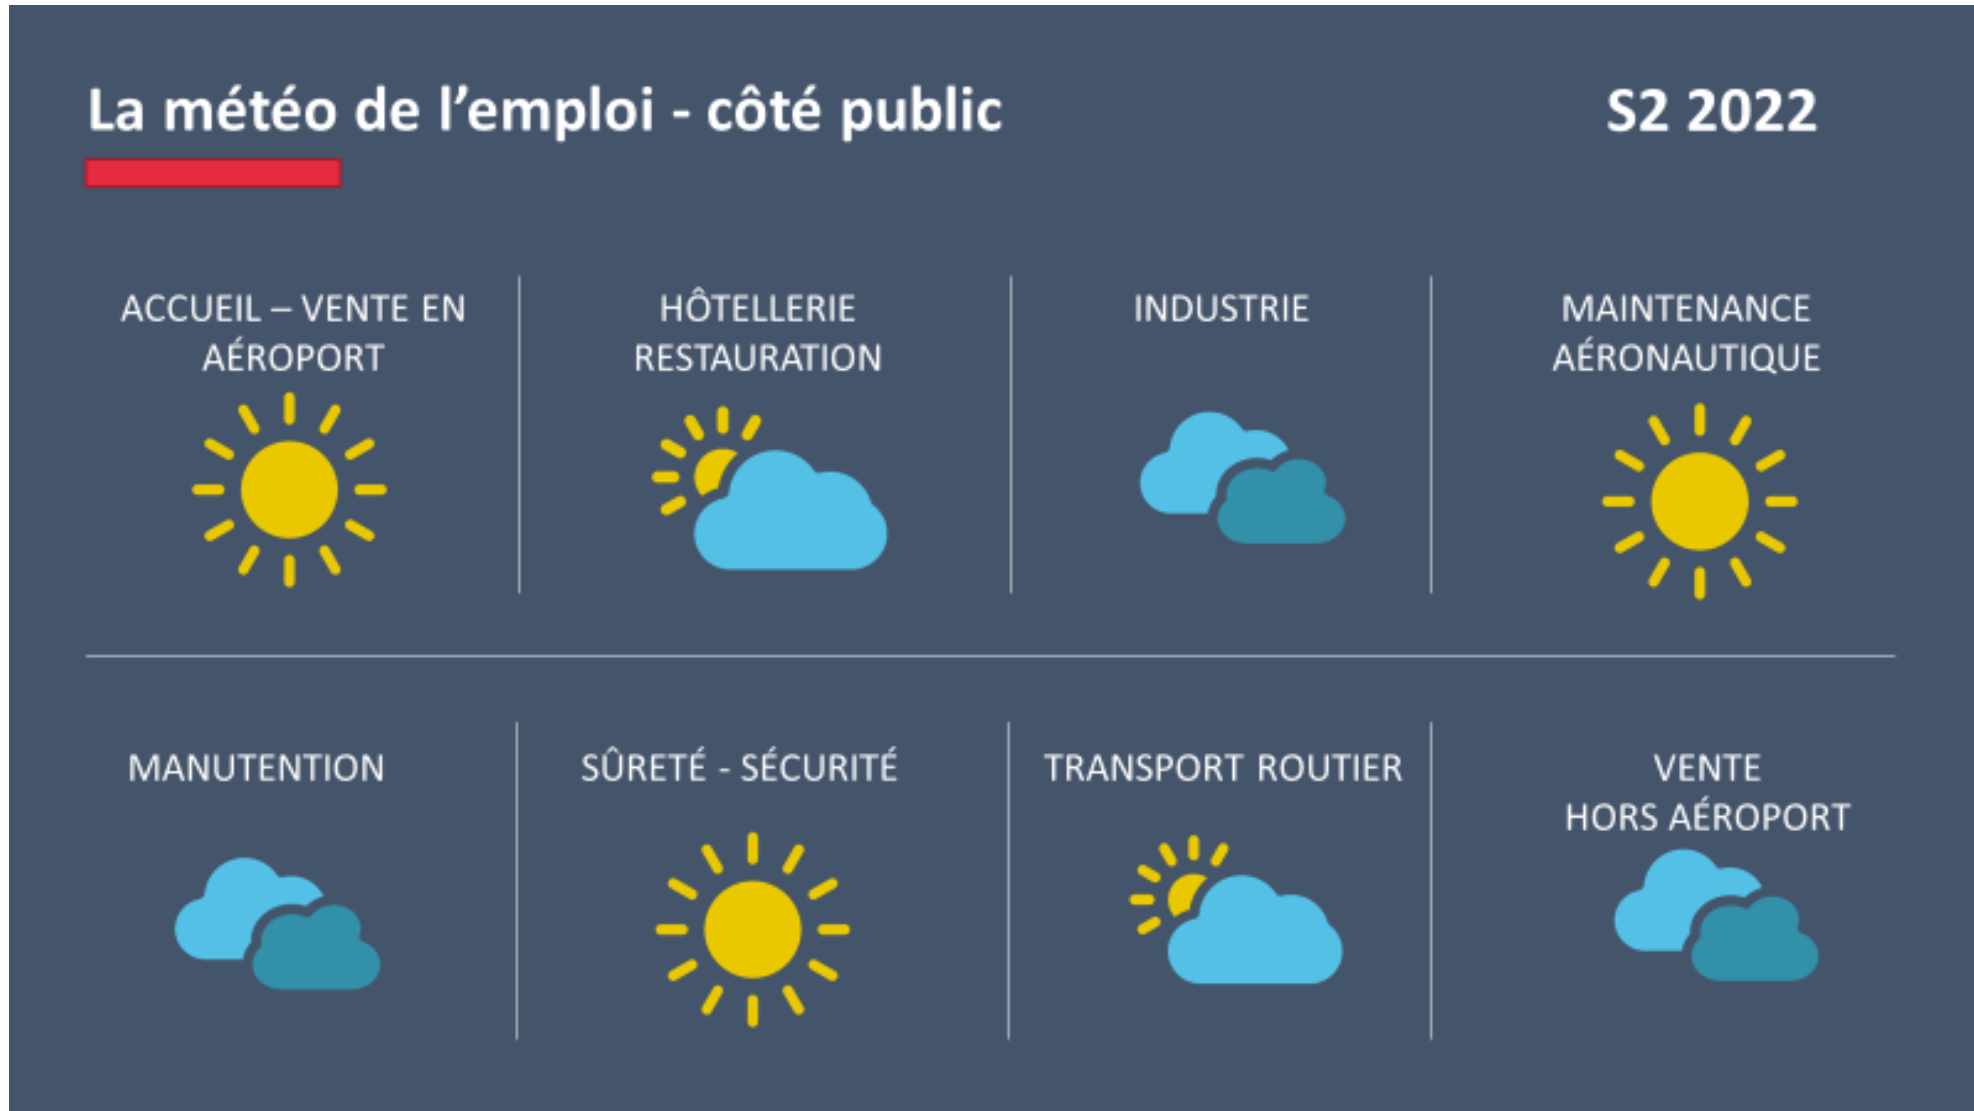 La météo de l’emploi - côté public
S2 2022
ACCUEIL – VENTE EN
AÉROPORT
HÔTELLERIE
RESTAURATION
INDUSTRIE
MAINTENANCE
AÉRONAUTIQUE
MANUTENTION
SÛRETÉ - SÉCURITÉ
TRANSPORT ROUTIER
VENTE
HORS AÉROPORT